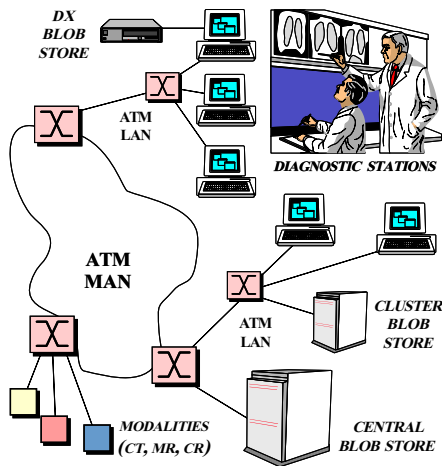 DX
BLOB
STORE
ATM
LAN
DIAGNOSTIC STATIONS
ATM
MAN
ATM
LAN
CLUSTER
BLOB
STORE
MODALITIES
(CT, MR, CR)
CENTRAL
BLOB STORE